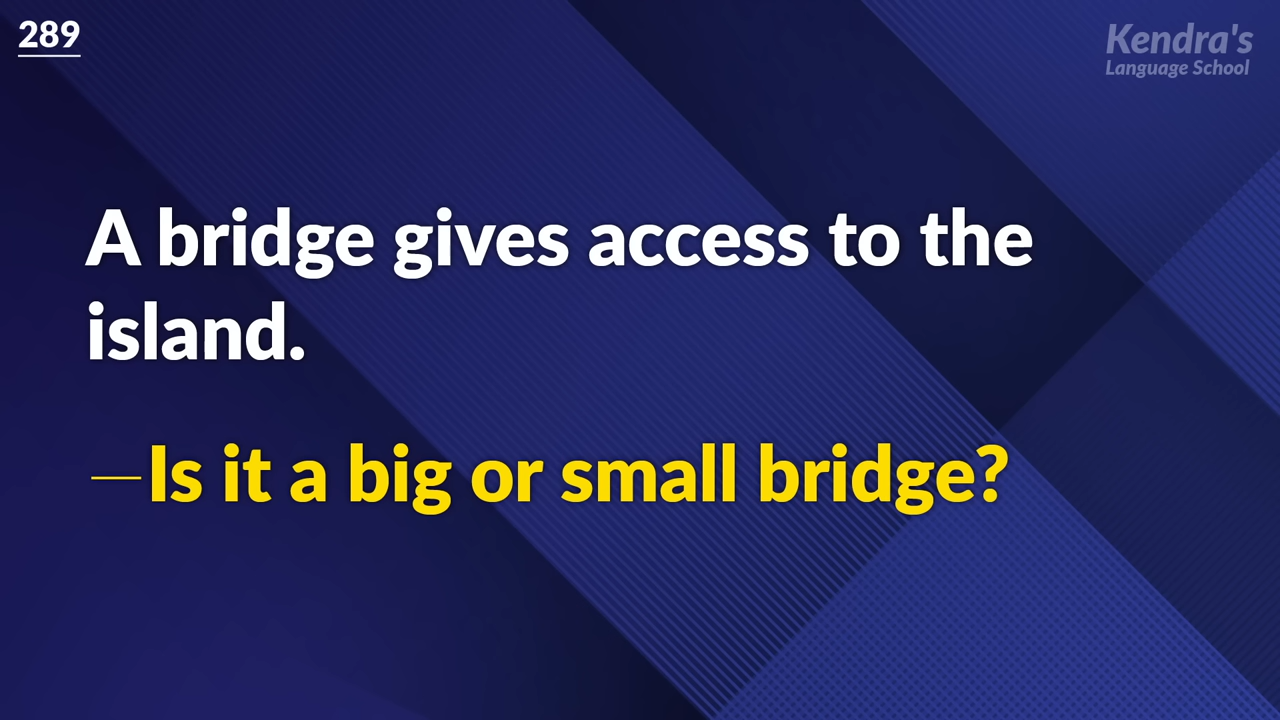 289
Kendra's
Language School
A bridge gives access to the
island.
—Is it a big or small bridge?